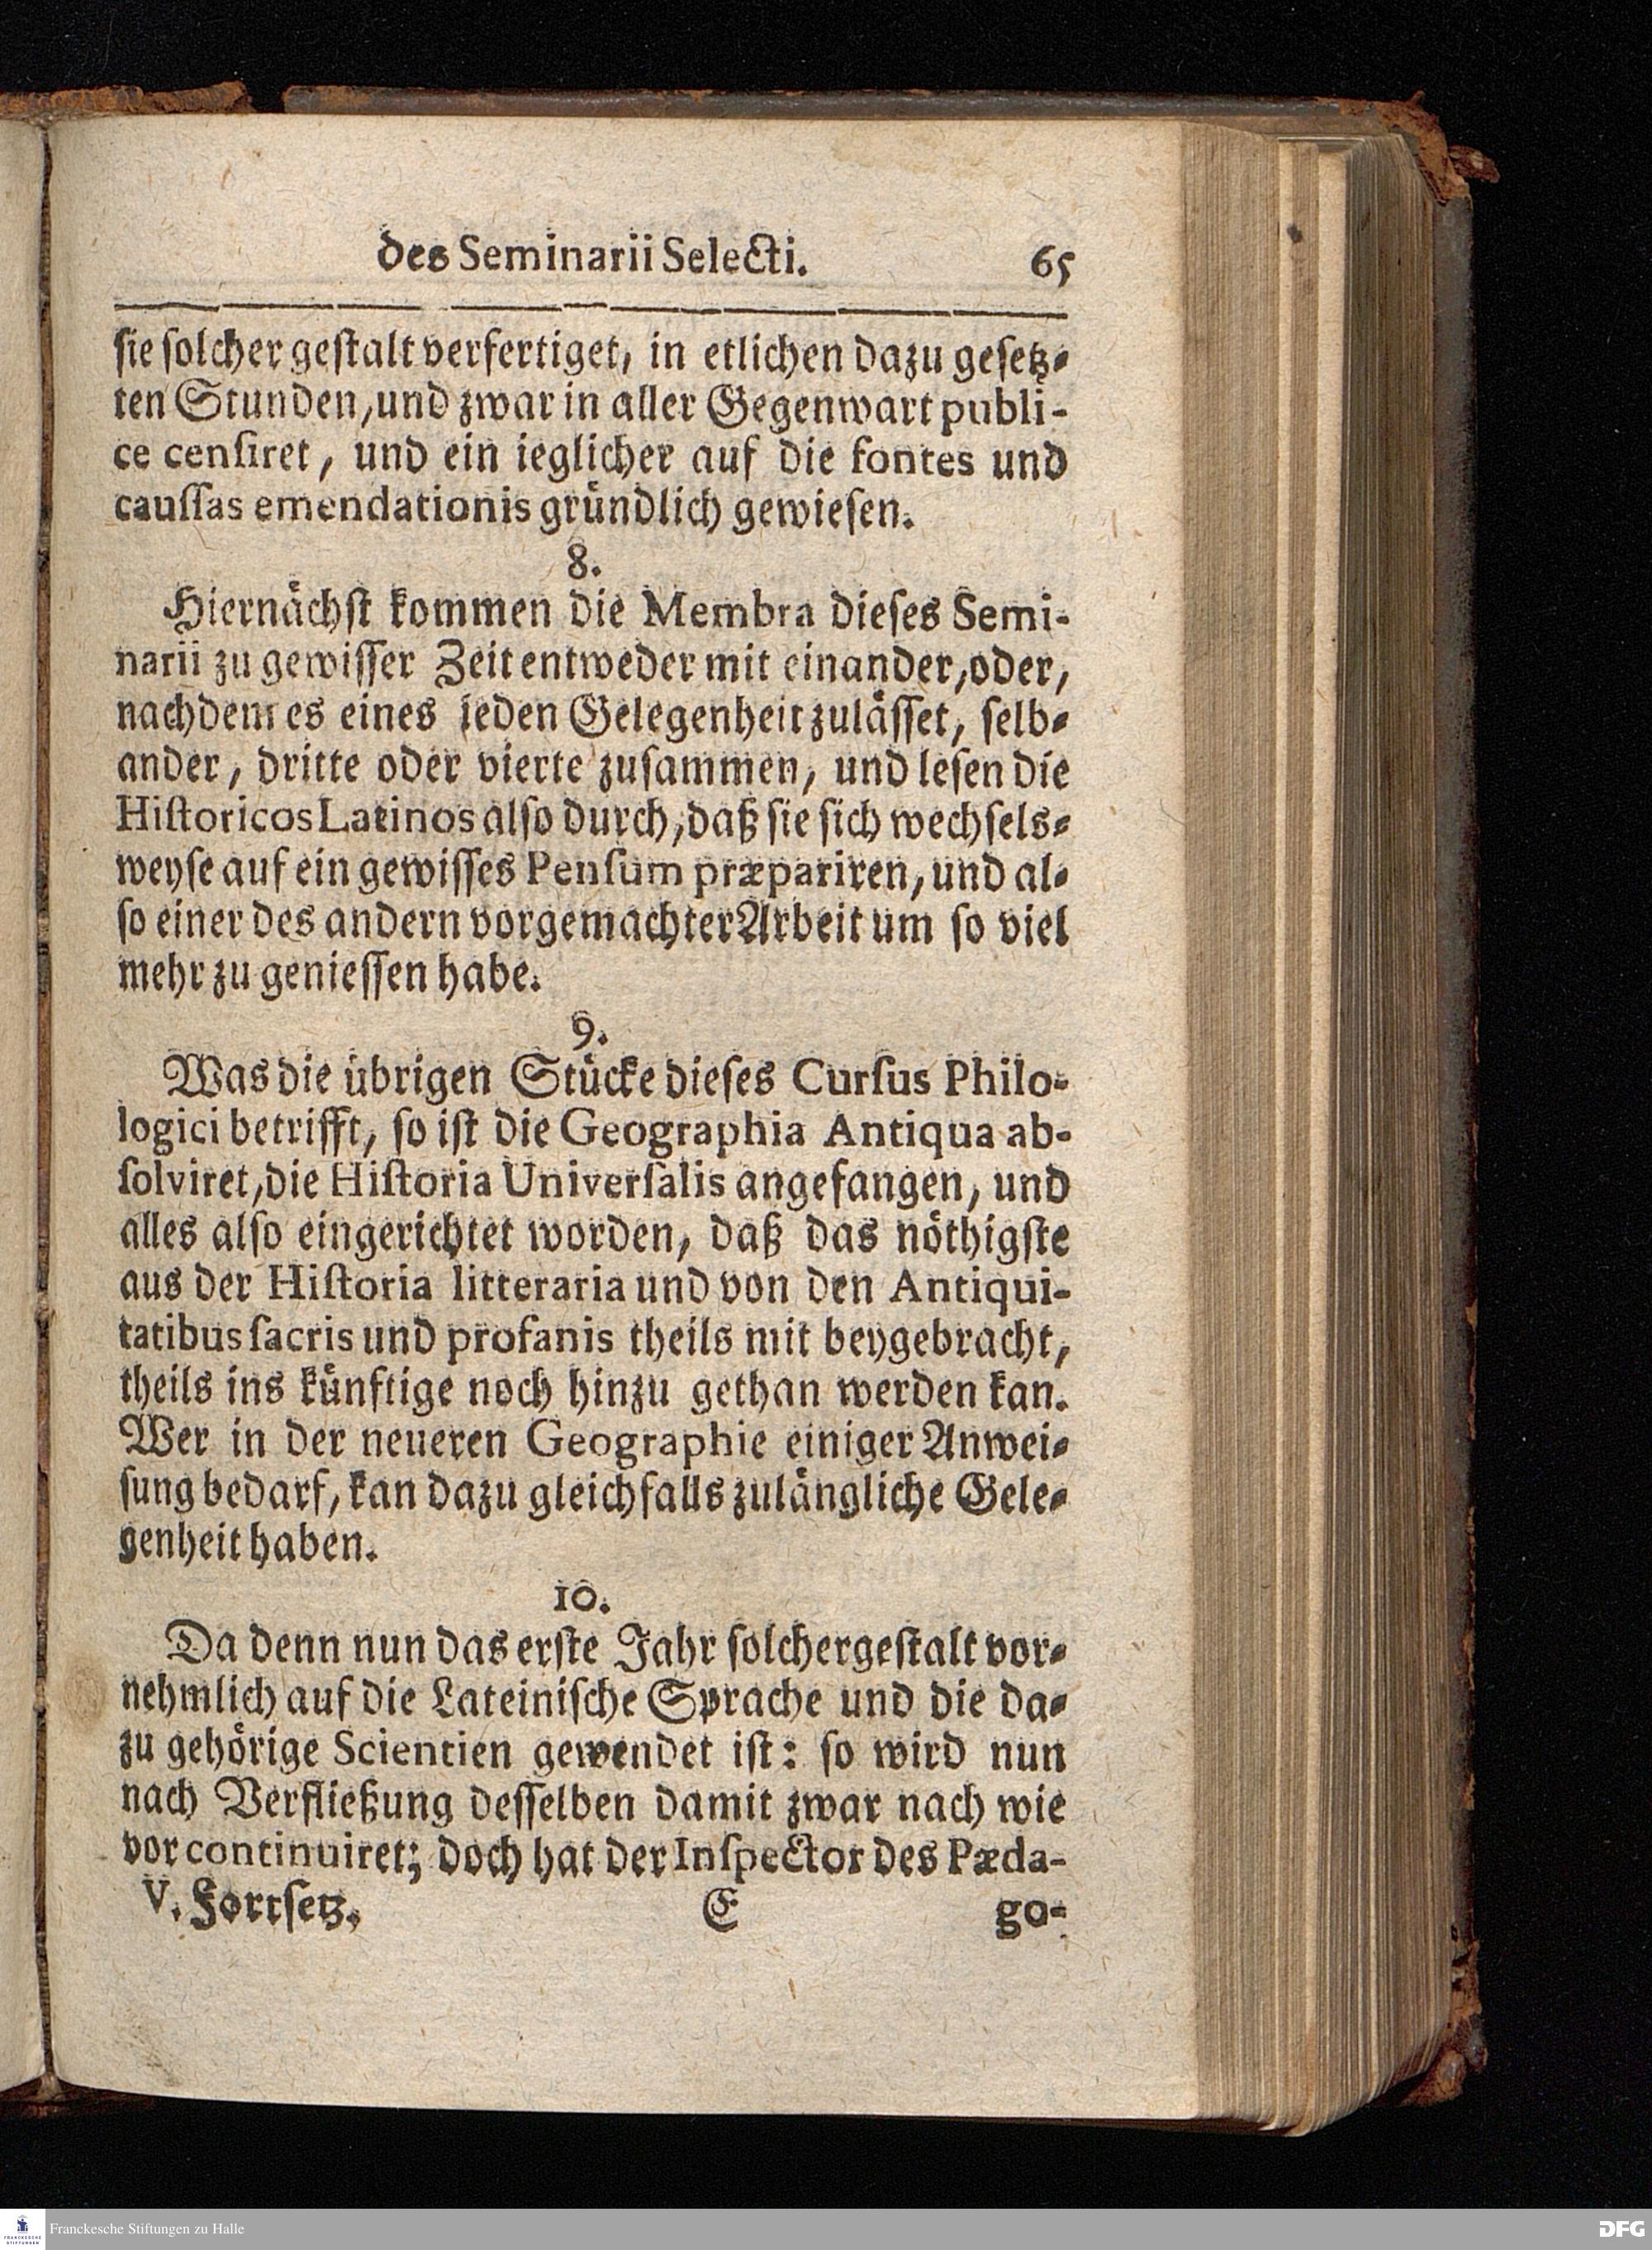 des Seminarii Selecti. 65
sie solcher gestalt verfertiget, in etlichen dazu gesetz-
ten Stunden, und zwar in aller Gegenwart publi-
ce censiret, und ein ieglicher auf die fontes und
caussas emendationis gründlich gewiesen.
8.
Hiernächst kommen die Membra dieses Semi-
narii zu gewisser Zeit entweder mit einander, oder,
nachdem es eines jeden Gelegenheit zulässet, selb-
ander, dritte oder vierte zusammen, und lesen die
Historicos Latinos also durch, daß sie sich wechsels-
weyse auf ein gewisses Pensum præpariren, und al-
so einer des andern vorgemachter Arbeit um so viel
mehr zu geniessen habe.
9.
Was die übrigen Stücke dieses Cursus Philo-
logici betrifft, so ist die Geographia Antiqua ab-
solviret, die Historia Universalis angefangen, und
alles also eingerichtet worden, daß das nöthigste
aus der Historia litteraria und von den Antiqui-
tatibus sacris und profanis theils mit beygebracht,
theils ins künftige noch hinzu gethan werden kan.
Wer in der neueren Geographie einiger Anwei-
sung bedarf, kan dazu gleichfalls zulängliche Gele-
genheit haben.
10.
Da denn nun das erste Jahr solchergestalt vor-
nehmlich auf die Lateinische Sprache und die da-
zu gehörige Scientien gewendet ist: so wird nun
nach Verfließung desselben damit zwar nach wie
vor continuiret; doch hat der Inspector des Pæda-
V. Fortsetz. E go-
Franckesche Stiftungen zu Halle
DFG